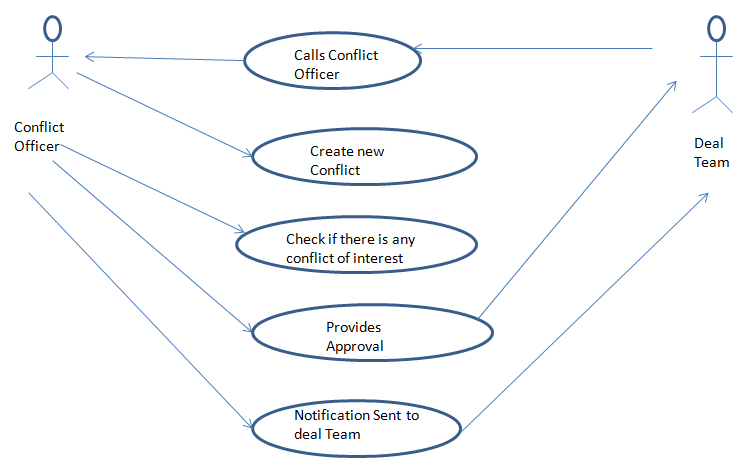 Calls Conflict
Officer
Conflict
Officer
Create new
Conflict
Deal
Team
Check if there is any
conflict of interest
Provides
Approval
Notification Sent to
deal Team